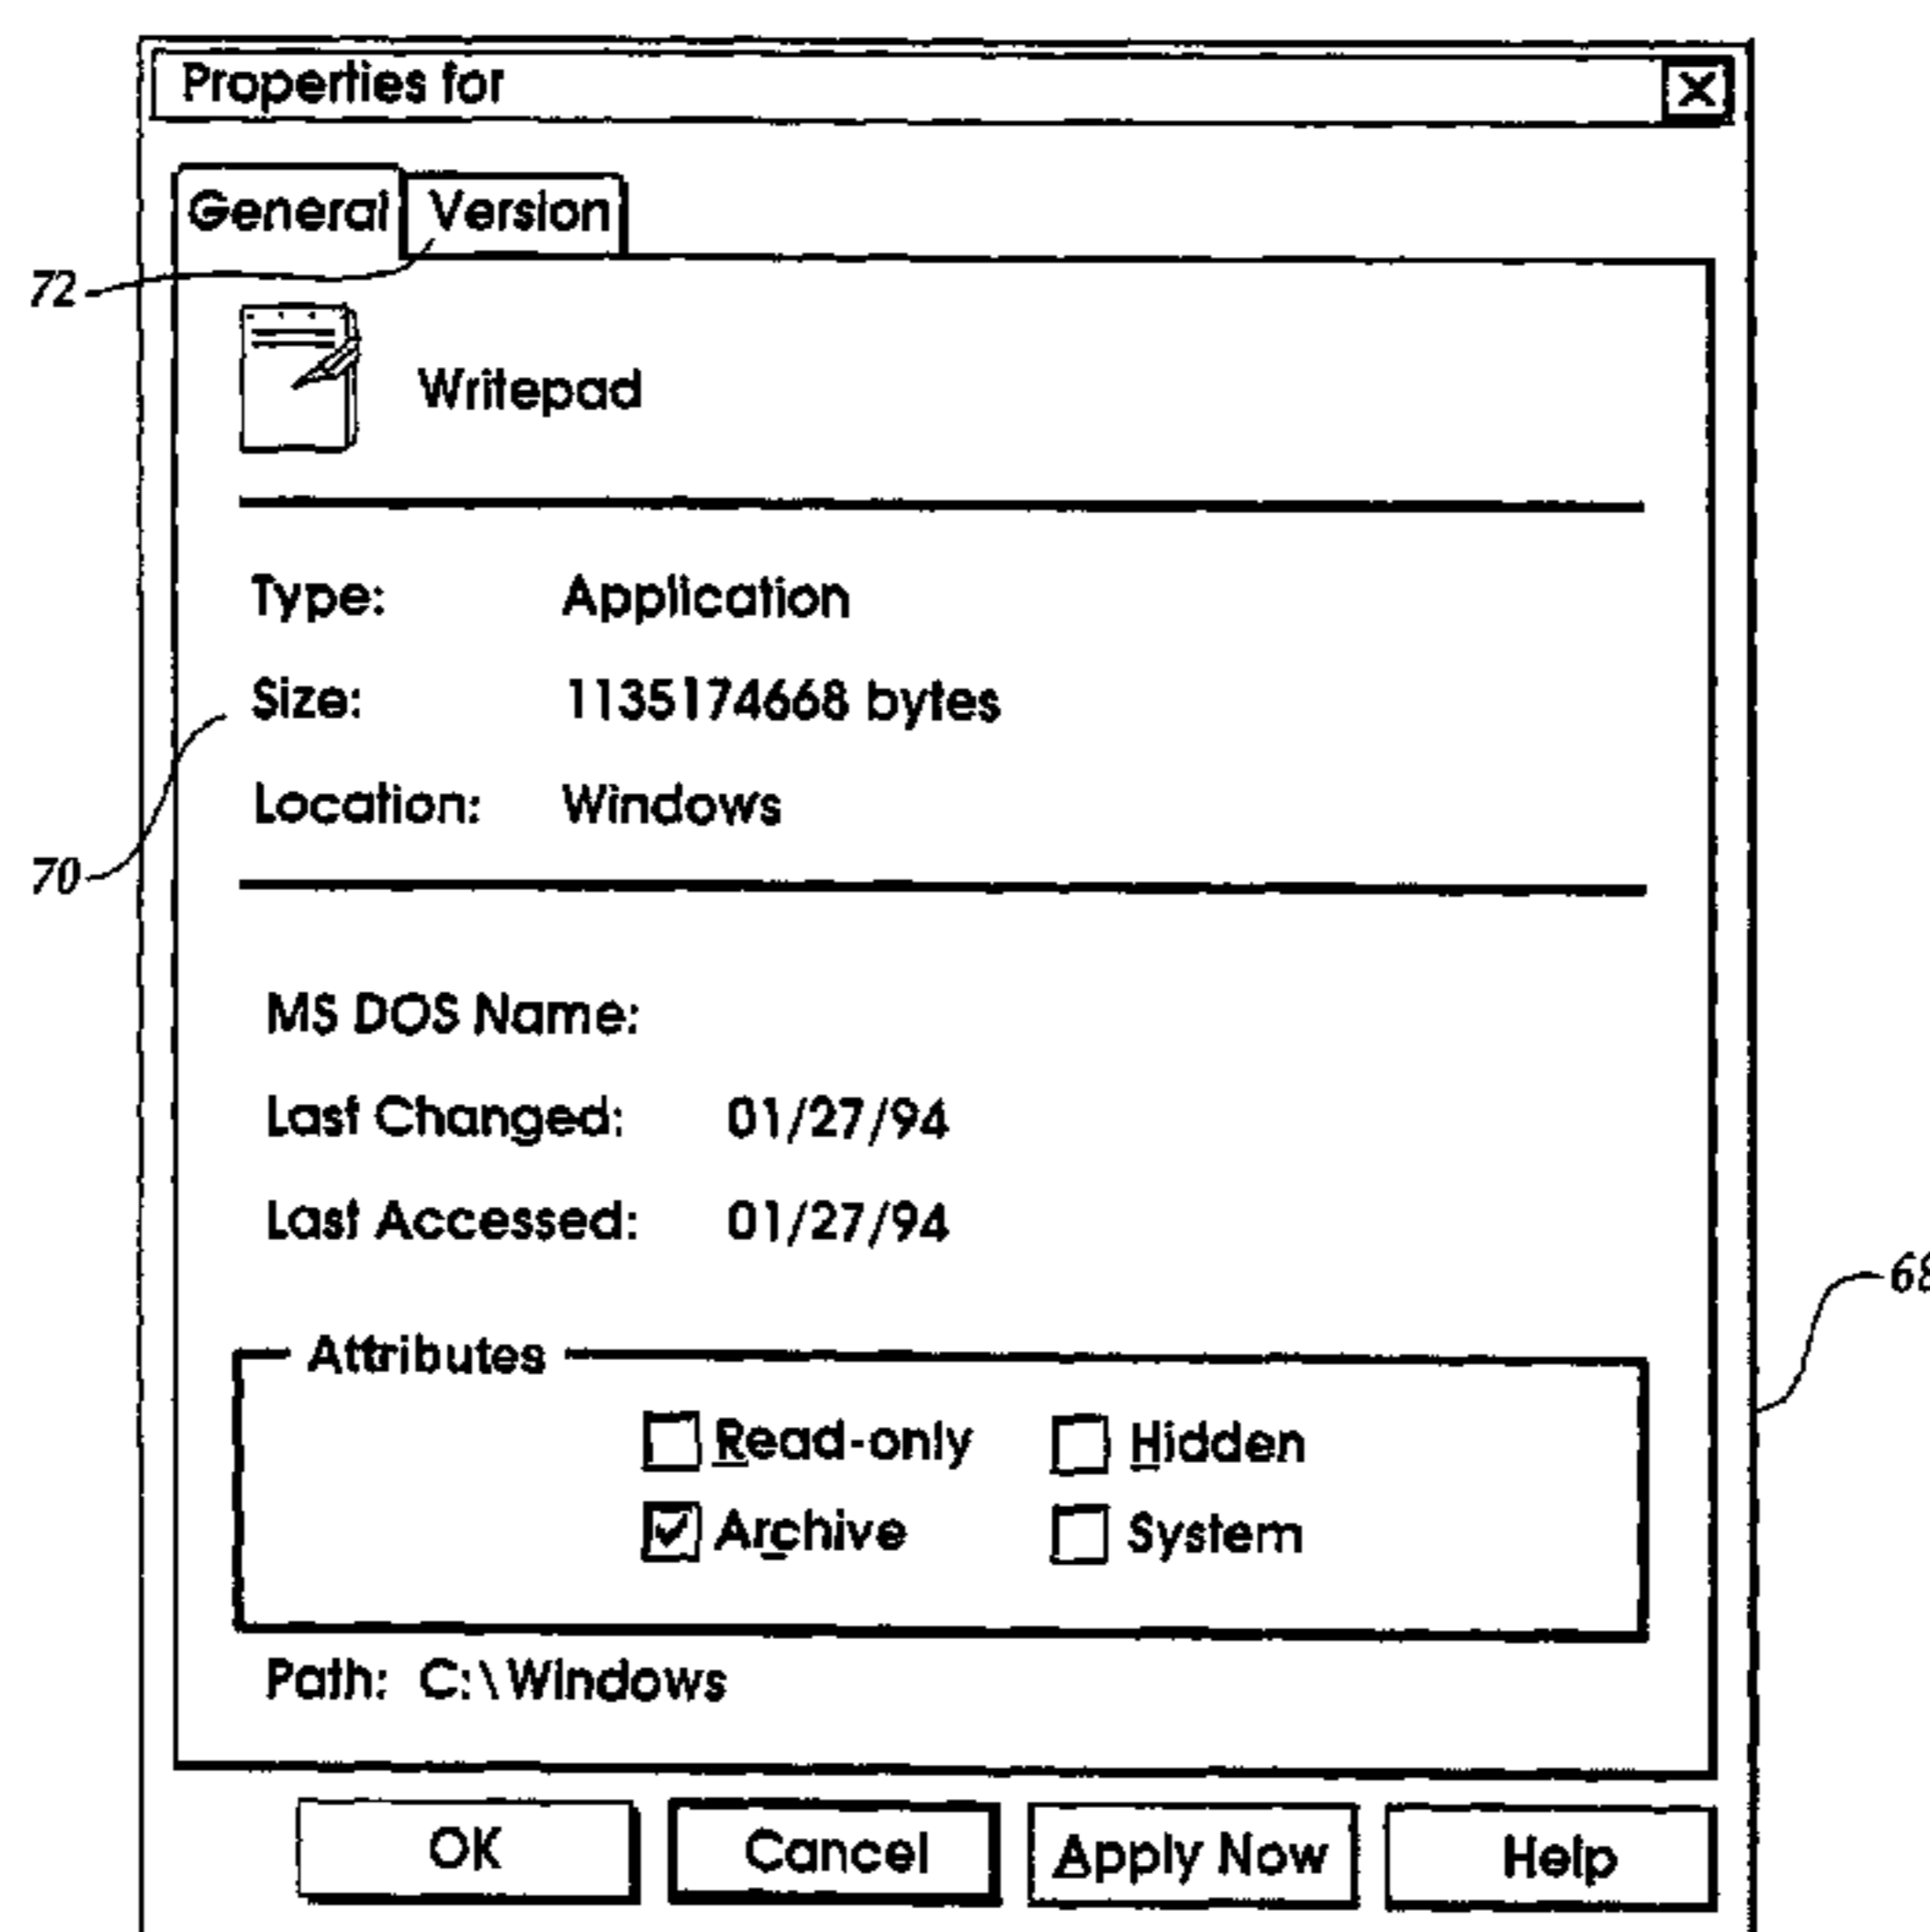 Properties for
General Version
72
Writepad
Type: Application
Size: 1135174668 bytes
Location: Windows
70
MS DOS Name:
Last Changed: 01/27/94
Last Accessed: 01/27/94
68
Attributes
Read-only Hidden
Archive System
Path: C:\Windows
OK Cancel Apply Now Help